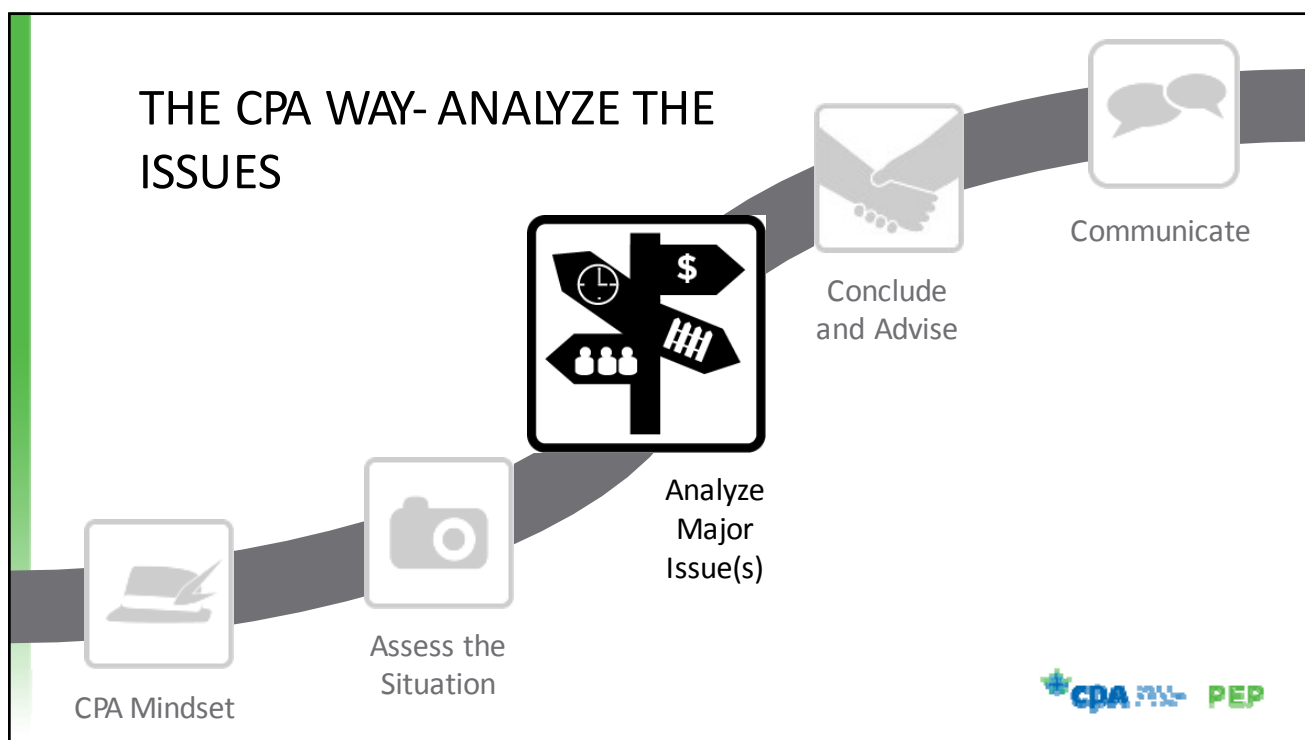 THE CPA WAY- ANALYZE THE
ISSUES
$
Communicate
Conclude
and Advise
Analyze
Major
Issue(s)
Assess the
Situation
CPA Mindset
CPA
PEP